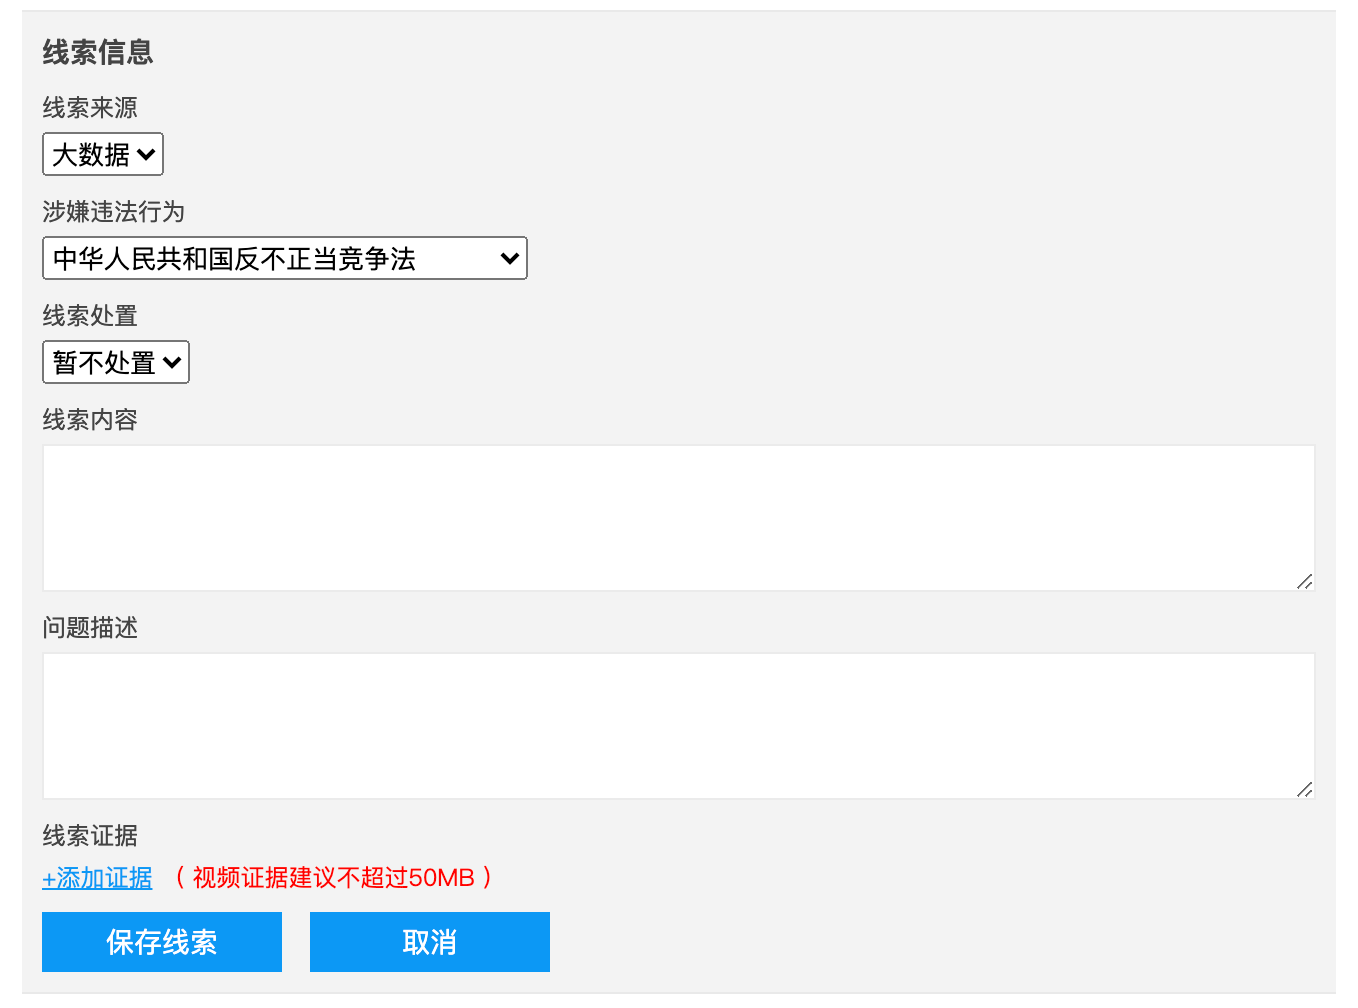 线索信息
线索来源
大数据
涉嫌违法行为
中华人民共和国反不正当竞争法
线索处置
暂不处置
线索内容
问题描述
线索证据
+添加证据 （ 视频证据建议不超过50MB ）
保存线索 取消